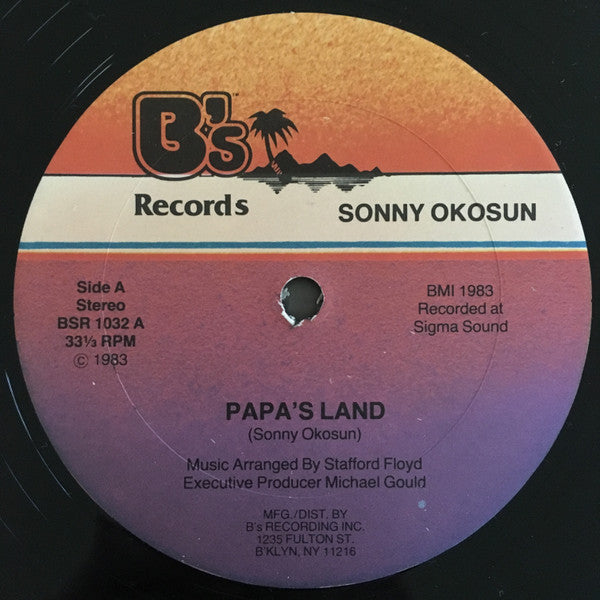 B's™
Records
SONNY OKOSUN
Side A
Stereo
BSR 1032 A
33⅓ RPM
© 1983
BMI 1983
Recorded at
Sigma Sound
PAPA'S LAND
(Sonny Okosun)
Music Arranged By Stafford Floyd
Executive Producer Michael Gould
MFG./DIST. BY
B's RECORDING INC.
1235 FULTON ST.
B'KLYN, NY 11216